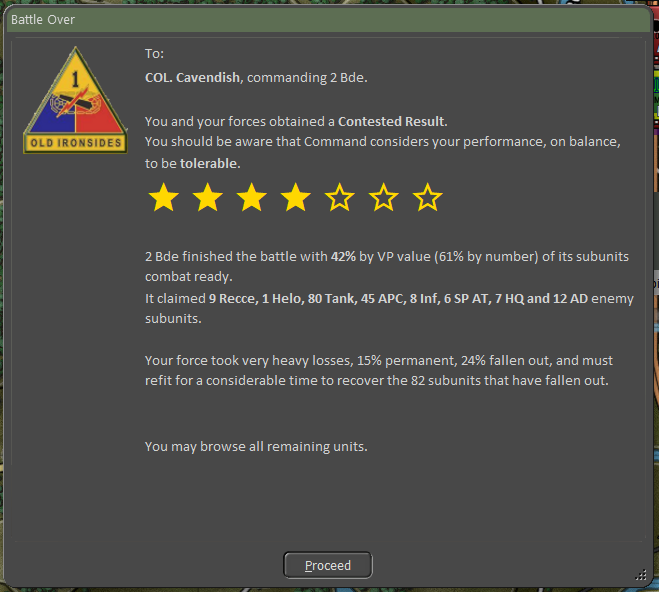 Battle Over
1
OLD IRONSIDES
To:
COL. Cavendish, commanding 2 Bde.
You and your forces obtained a Contested Result.
You should be aware that Command considers your performance, on balance,
to be tolerable.
2 Bde finished the battle with 42% by VP value (61% by number) of its subunits
combat ready.
It claimed 9 Recce, 1 Helo, 80 Tank, 45 APC, 8 Inf, 6 SP AT, 7 HQ and 12 AD enemy
subunits.
Your force took very heavy losses, 15% permanent, 24% fallen out, and must
refit for a considerable time to recover the 82 subunits that have fallen out.
You may browse all remaining units.
Proceed